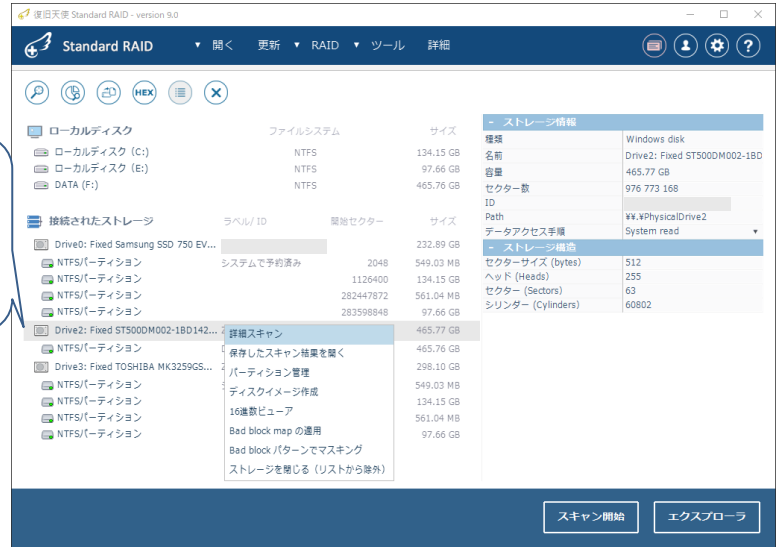 復旧天使 Standard RAID - version 9.0
Standard RAID ▼ 開く 更新 ▼ RAID ▼ ツール 詳細
HEX
ローカルディスク ファイルシステム サイズ
ローカルディスク (C:) NTFS 134.15 GB
ローカルディスク (E:) NTFS 97.66 GB
DATA (F:) NTFS 465.76 GB
接続されたストレージ ラベル/ ID 開始セクター サイズ
Drive0: Fixed Samsung SSD 750 EV... 232.89 GB
NTFSパーティション システムで予約済み 2048 549.03 MB
NTFSパーティション 1126400 134.15 GB
NTFSパーティション 282447872 561.04 MB
NTFSパーティション 283598848 97.66 GB
Drive2: Fixed ST500DM002-1BD142... 465.77 GB
NTFSパーティション 465.76 GB
Drive3: Fixed TOSHIBA MK3259GS... 298.10 GB
NTFSパーティション 549.03 MB
NTFSパーティション 134.15 GB
NTFSパーティション 561.04 MB
NTFSパーティション 97.66 GB
詳細スキャン
保存したスキャン結果を開く
パーティション管理
ディスクイメージ作成
16進数ビューア
Bad block map の適用
Bad block パターンでマスキング
ストレージを閉じる（リストから除外）
- ストレージ情報
種類 Windows disk
名前 Drive2: Fixed ST500DM002-1BD
容量 465.77 GB
セクター数 976 773 168
ID
Path ¥¥.¥PhysicalDrive2
データアクセス手順 System read ▼
- ストレージ構造
セクターサイズ (bytes) 512
ヘッド (Heads) 255
セクター (Sectors) 63
シリンダー (Cylinders) 60802
スキャン開始 エクスプローラ